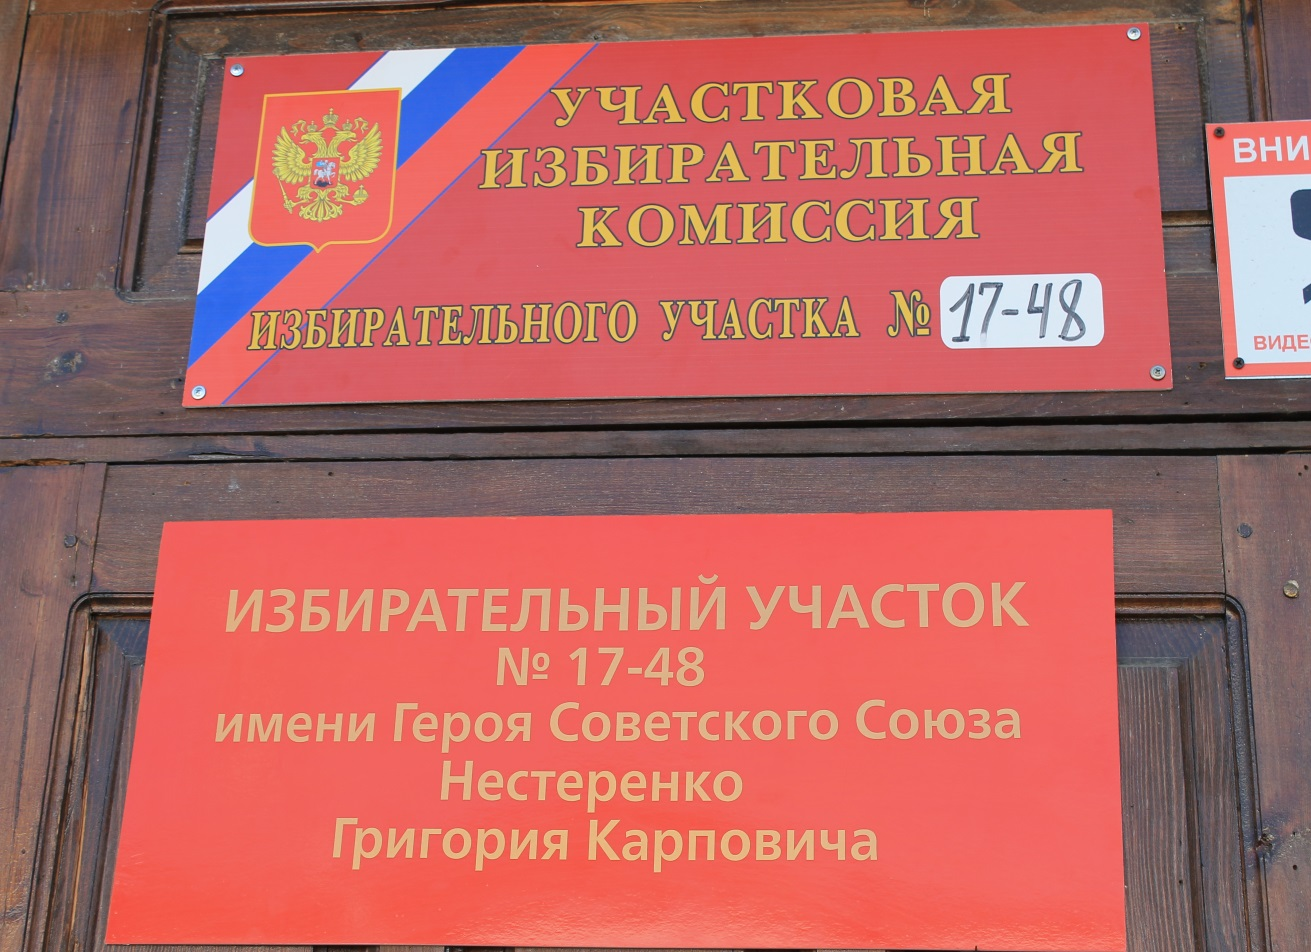 УЧАСТКОВАЯ
ИЗБИРАТЕЛЬНАЯ
КОМИССИЯ
ИЗБИРАТЕЛЬНОГО УЧАСТКА № 17-48
ИЗБИРАТЕЛЬНЫЙ УЧАСТОК
№ 17-48
имени Героя Советского Союза
Нестеренко
Григория Карповича